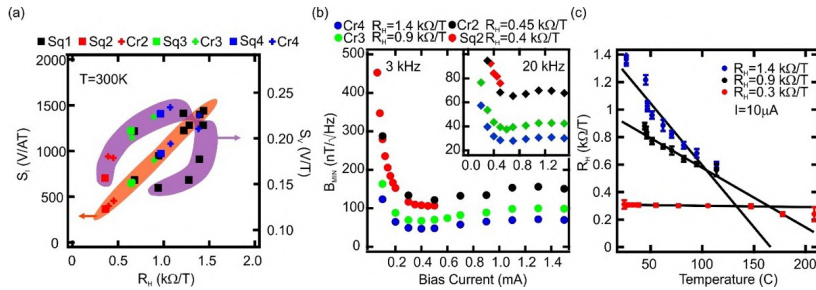 (a)
Sq1 Sq2 Sq3 Sq4
Cr2 Cr3 Cr4
T=300K
S_I (V/AT)
2000
1500
1000
500
0
S_V (V/T)
0.25
0.20
0.15
0.10
0.0 0.5 1.0 1.5 2.0
R_H (kΩ/T)
(b)
Cr4 R_H=1.4 kΩ/T Cr2 R_H=0.45 kΩ/T
Cr3 R_H=0.9 kΩ/T Sq2 R_H=0.4 kΩ/T
3 kHz
20 kHz
B_MIN (nT/√Hz)
500
400
300
200
100
0
80
60
40
0.0 0.4 0.8 1.2
0.2 0.4 0.6 0.8 1.0 1.2 1.4
Bias Current (mA)
(c)
R_H=1.4 kΩ/T
R_H=0.9 kΩ/T
R_H=0.3 kΩ/T
I=10μA
R_H (kΩ/T)
1.4
1.2
1.0
0.8
0.6
0.4
0.2
0.0
50 100 150 200
Temperature (C)